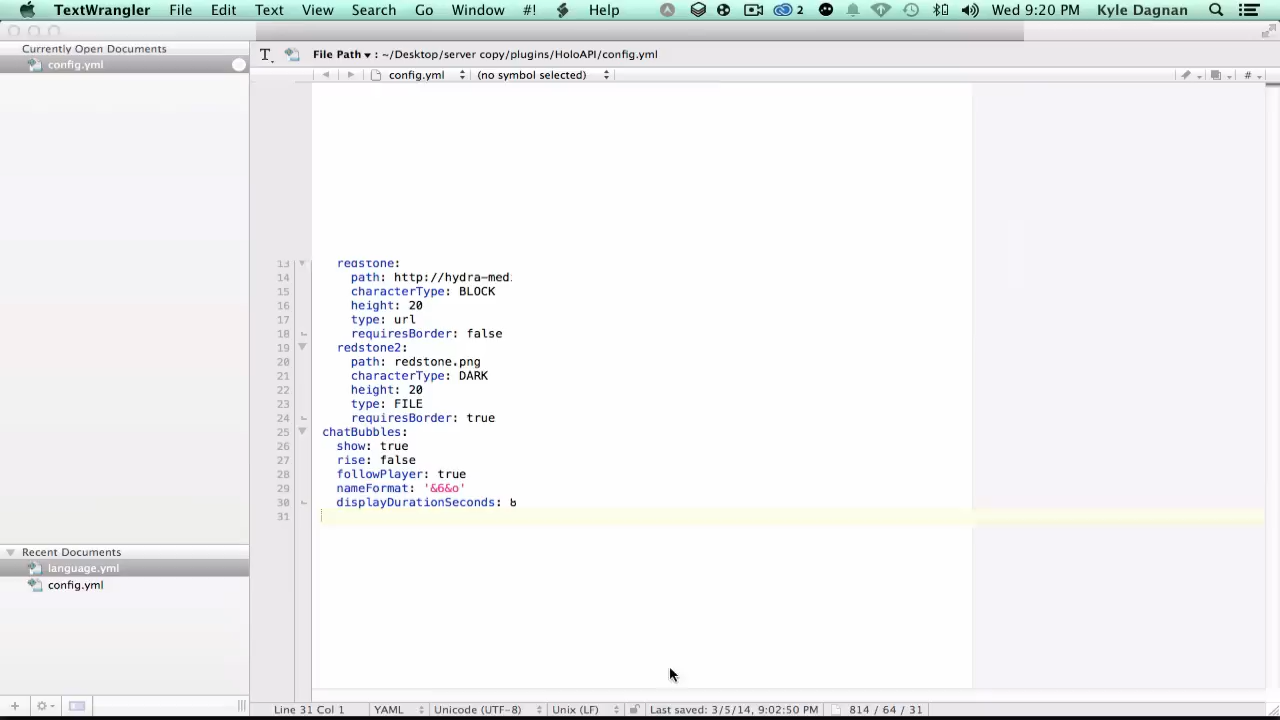 TextWrangler File Edit Text View Search Go Window #! Help 2 Wed 9:20 PM Kyle Dagnan
Currently Open Documents
config.yml
File Path ▾ : ~/Desktop/server copy/plugins/HoloAPI/config.yml
config.yml (no symbol selected) #
13 redstone:
14 path: http://hydra-med
15 characterType: BLOCK
16 height: 20
17 type: url
18 requiresBorder: false
19 redstone2:
20 path: redstone.png
21 characterType: DARK
22 height: 20
23 type: FILE
24 requiresBorder: true
25 chatBubbles:
26 show: true
27 rise: false
28 followPlayer: true
29 nameFormat: '&6&o'
30 displayDurationSeconds:
31
Recent Documents
language.yml
config.yml
Line 31 Col 1 YAML Unicode (UTF-8) Unix (LF) Last saved: 3/5/14, 9:02:50 PM 814 / 64 / 31